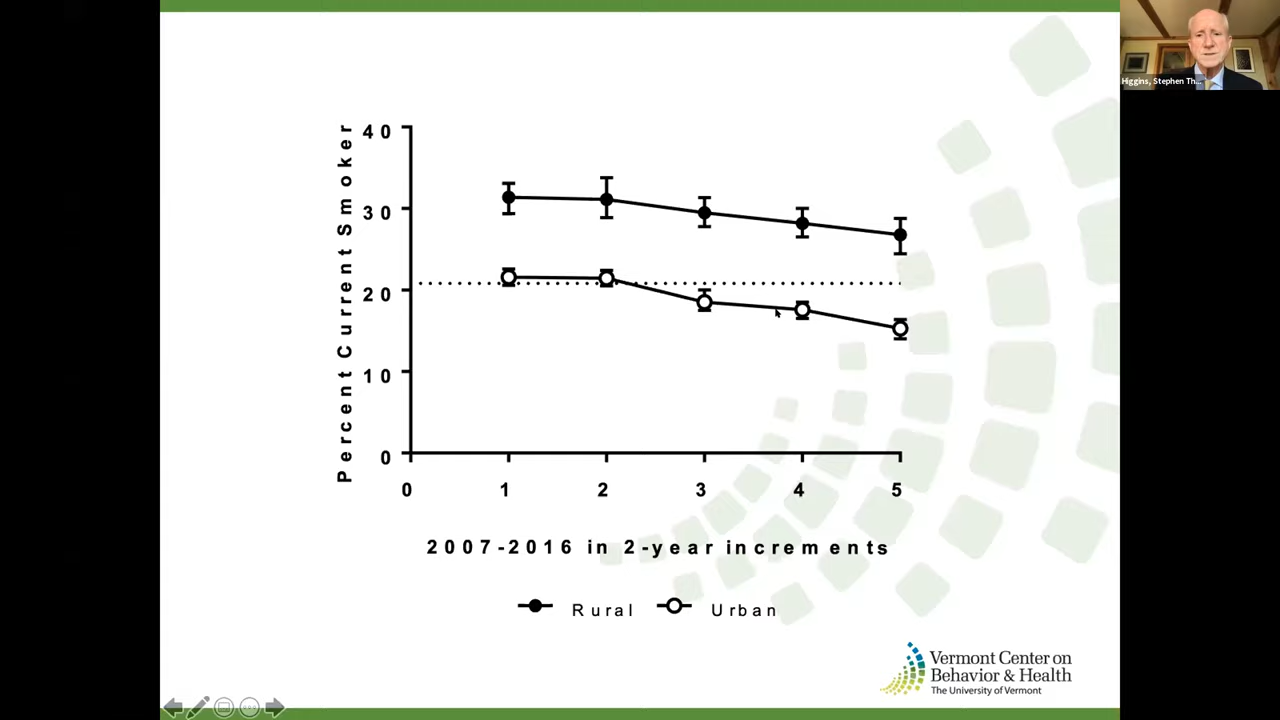 Higgins, Stephen Th...
Percent Current Smoker
40
30
20
10
0
0 1 2 3 4 5
2007-2016 in 2-year increments
Rural Urban
Vermont Center on
Behavior & Health
The University of Vermont